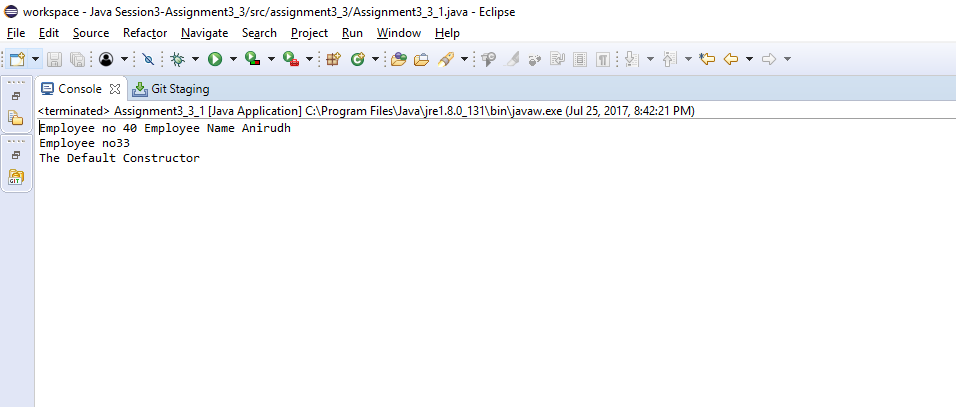 workspace - Java Session3-Assignment3_3/src/assignment3_3/Assignment3_3_1.java - Eclipse
File Edit Source Refactor Navigate Search Project Run Window Help
Console Git Staging
<terminated> Assignment3_3_1 [Java Application] C:\Program Files\Java\jre1.8.0_131\bin\javaw.exe (Jul 25, 2017, 8:42:21 PM)
Employee no 40 Employee Name Anirudh
Employee no33
The Default Constructor
GIT